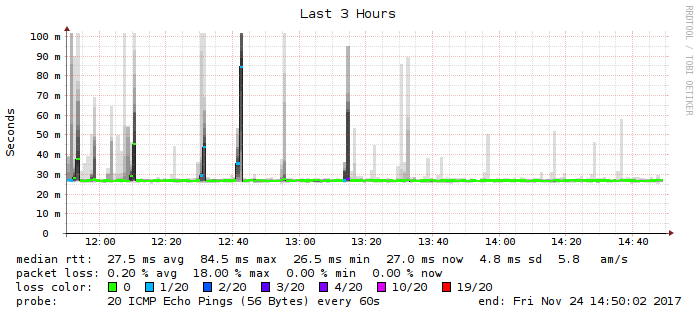 Last 3 Hours
RRDTOOL / TOBI OETIKER
Seconds
100 m
90 m
80 m
70 m
60 m
50 m
40 m
30 m
20 m
10 m
0
12:00 12:20 12:40 13:00 13:20 13:40 14:00 14:20 14:40
median rtt: 27.5 ms avg 84.5 ms max 26.5 ms min 27.0 ms now 4.8 ms sd 5.8 am/s
packet loss: 0.20 % avg 18.00 % max 0.00 % min 0.00 % now
loss color: 0 1/20 2/20 3/20 4/20 10/20 19/20
probe: 20 ICMP Echo Pings (56 Bytes) every 60s end: Fri Nov 24 14:50:02 2017